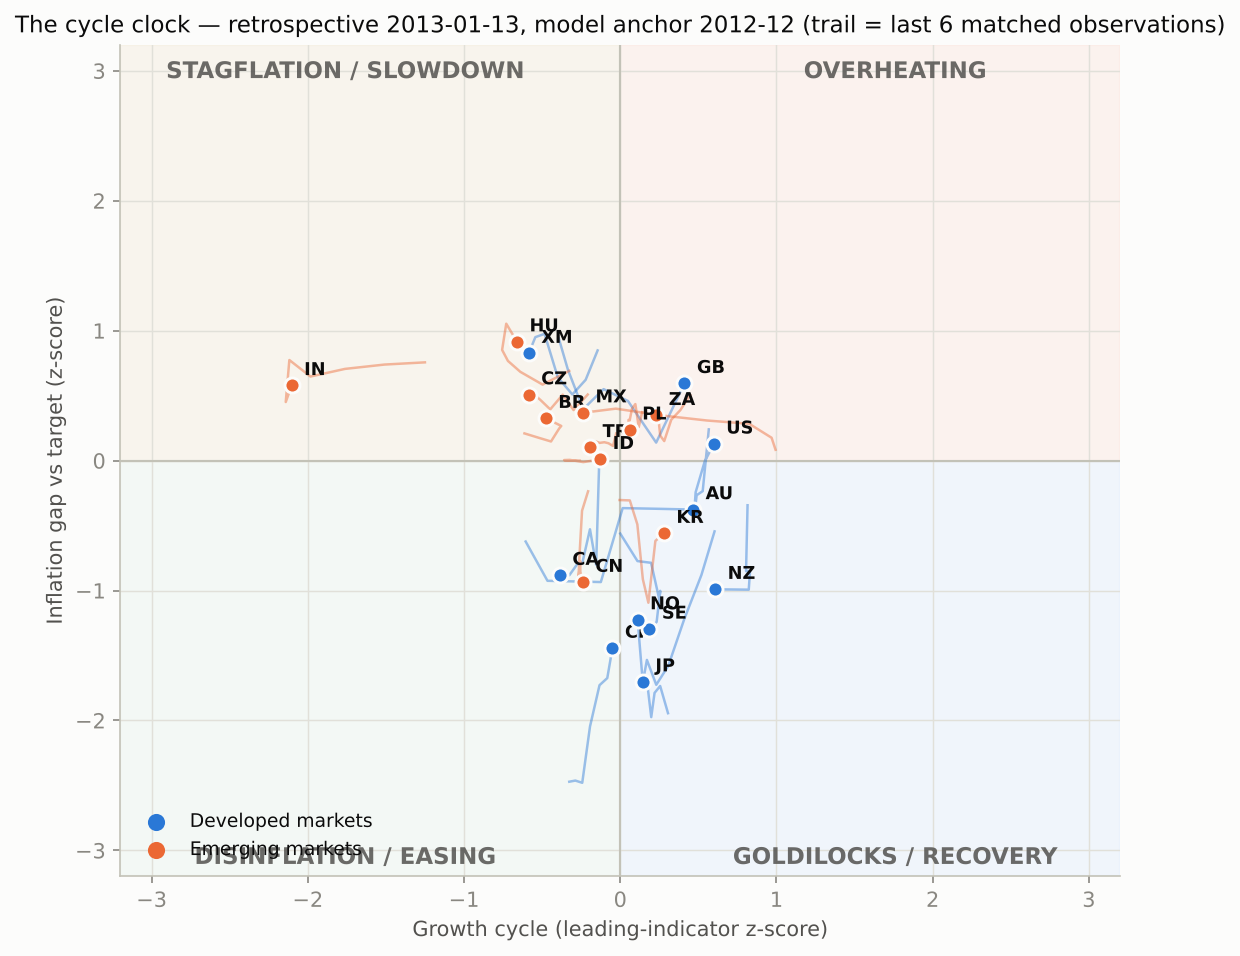 The cycle clock — retrospective 2013-01-13, model anchor 2012-12 (trail = last 6 matched observations)
STAGFLATION / SLOWDOWN
OVERHEATING
Inflation gap vs target (z-score)
3
2
1
0
−1
−2
−3
HU
XM
IN
CZ
GB
BR
MX
ZA
PL
TR
ID
US
AU
KR
CA
CN
NZ
NO
SE
JP
Developed markets
Emerging markets
DISINFLATION / EASING
GOLDILOCKS / RECOVERY
−3
−2
−1
0
1
2
3
Growth cycle (leading-indicator z-score)